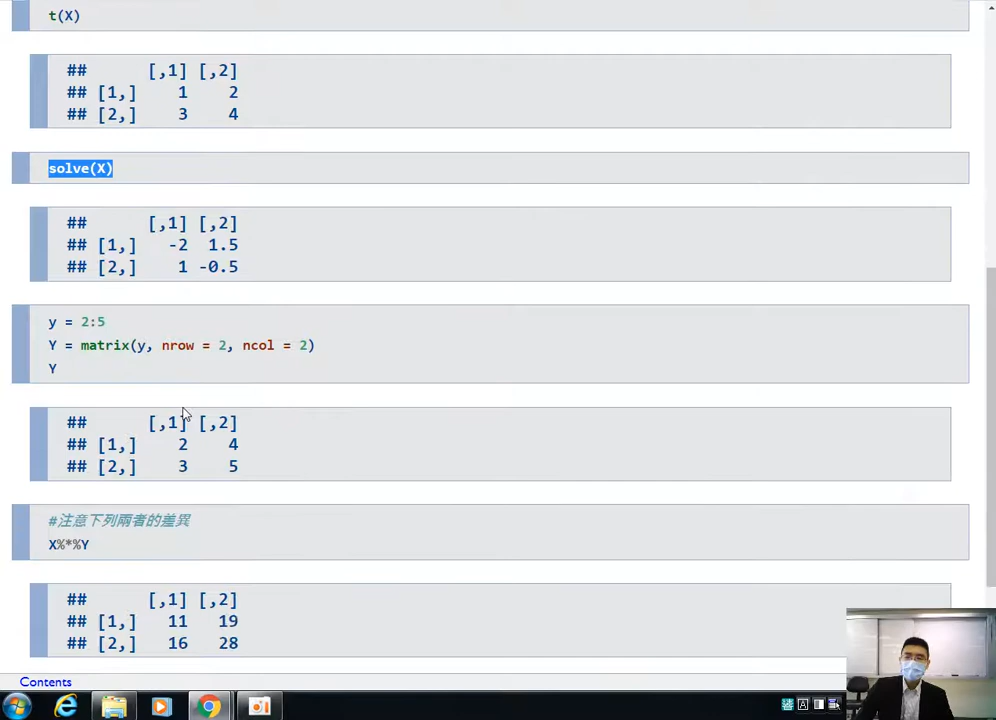 t(X)
## [,1] [,2]
## [1,] 1 2
## [2,] 3 4
solve(X)
## [,1] [,2]
## [1,] -2 1.5
## [2,] 1 -0.5
y = 2:5
Y = matrix(y, nrow = 2, ncol = 2)
Y
## [,1] [,2]
## [1,] 2 4
## [2,] 3 5
#注意下列兩者的差異
X%*%Y
## [,1] [,2]
## [1,] 11 19
## [2,] 16 28
Contents